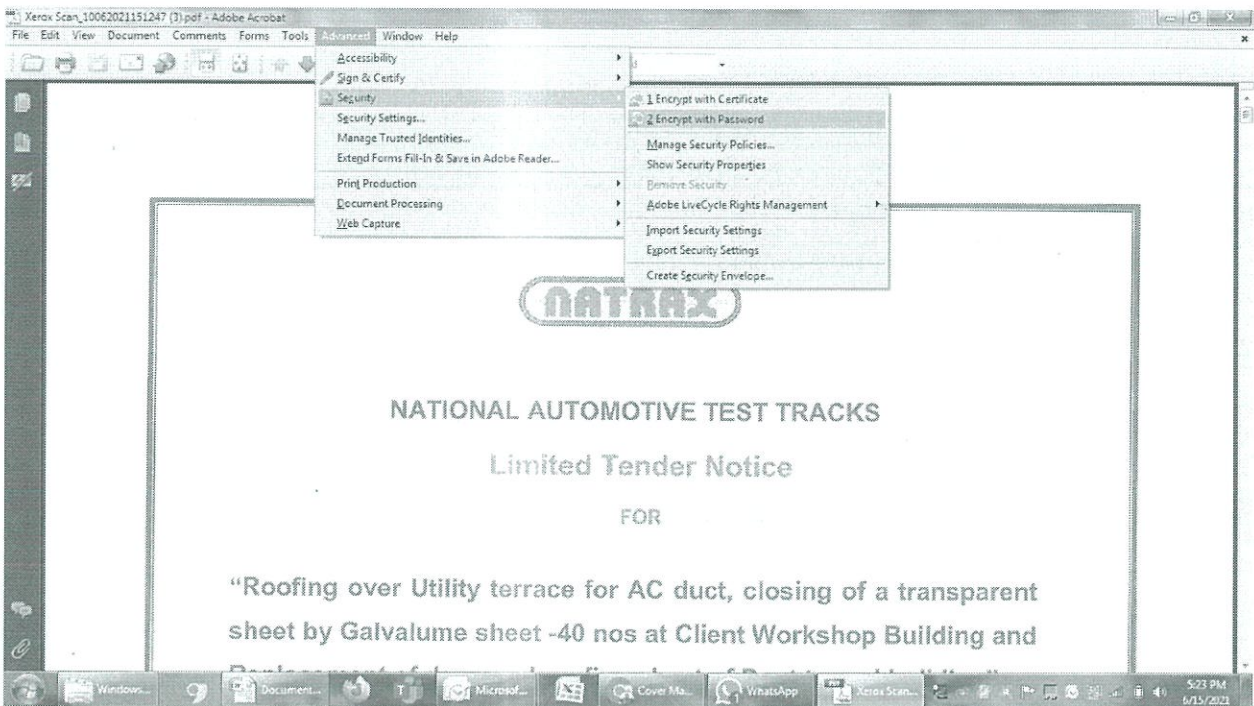 Xerox Scan_10062021151247 (3).pdf - Adobe Acrobat
File Edit View Document Comments Forms Tools Advanced Window Help
Accessibility
Sign & Certify
Security
Security Settings...
Manage Trusted Identities...
Extend Forms Fill-In & Save in Adobe Reader...
Print Production
Document Processing
Web Capture
1 Encrypt with Certificate
2 Encrypt with Password
Manage Security Policies...
Show Security Properties
Remove Security
Adobe LiveCycle Rights Management
Import Security Settings
Export Security Settings
Create Security Envelope...
NATRAX
NATIONAL AUTOMOTIVE TEST TRACKS
Limited Tender Notice
FOR
“Roofing over Utility terrace for AC duct, closing of a transparent
sheet by Galvalume sheet -40 nos at Client Workshop Building and
Windows... Document... Microsof... Cover Ma... WhatsApp Xerox Scan... 5:23 PM
6/15/2021